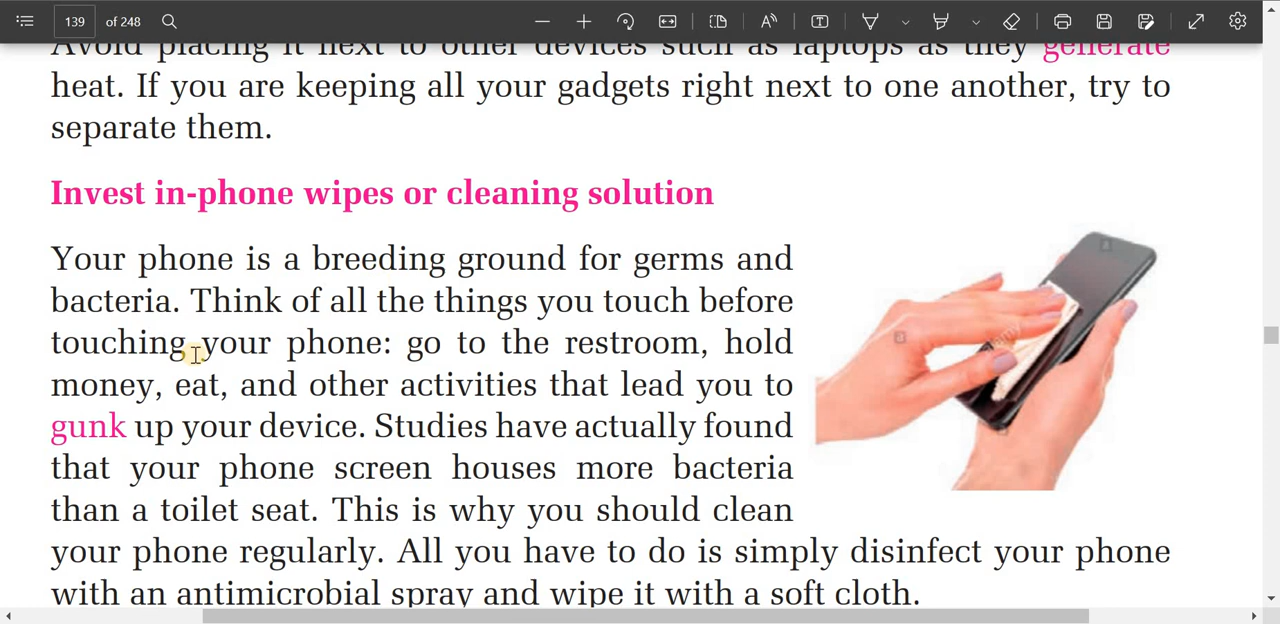 139 of 248
Avoid placing it next to other devices such as laptops as they generate
heat. If you are keeping all your gadgets right next to one another, try to
separate them.
Invest in-phone wipes or cleaning solution
Your phone is a breeding ground for germs and
bacteria. Think of all the things you touch before
touching your phone: go to the restroom, hold
money, eat, and other activities that lead you to
gunk up your device. Studies have actually found
that your phone screen houses more bacteria
than a toilet seat. This is why you should clean
your phone regularly. All you have to do is simply disinfect your phone
with an antimicrobial spray and wipe it with a soft cloth.